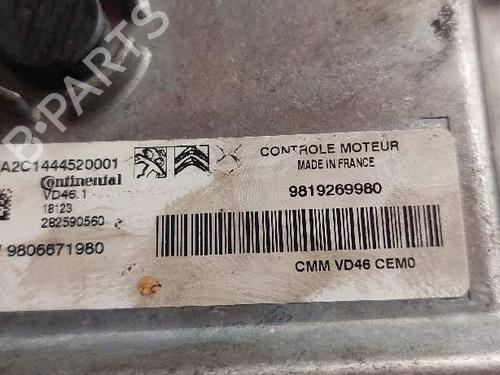 A2C1444520001
Continental
VD46.1
18123
282590560
9806671980
CONTROLE MOTEUR
MADE IN FRANCE
9819269980
CMM VD46 CEM0
B-PARTS